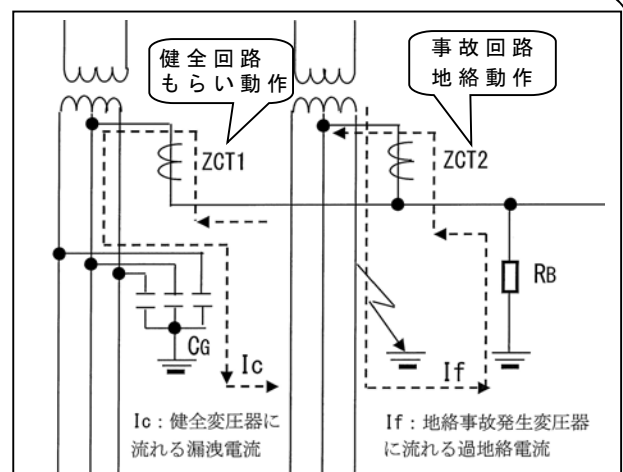 健全回路
もらい動作
事故回路
地絡動作
ZCT1
ZCT2
RB
CG
Ic
If
Ic：健全変圧器に
流れる漏洩電流
If：地絡事故発生変圧器
に流れる過地絡電流